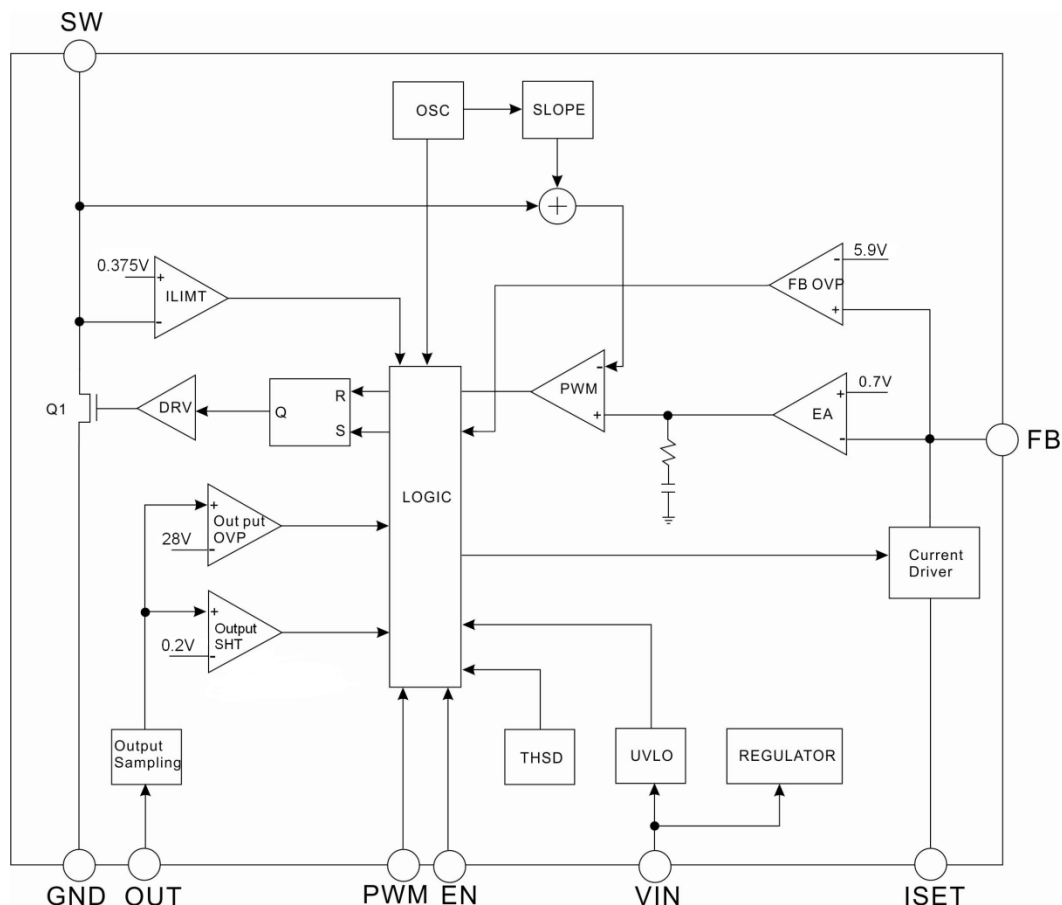 SW
OSC
SLOPE
+
0.375V
+
ILIMT
-
5.9V
-
FB OVP
+
Q1
DRV
Q
R
S
PWM
-
+
0.7V
+
EA
-
FB
LOGIC
+
Out put
OVP
28V
-
Current
Driver
+
Output
SHT
0.2V
-
Output
Sampling
THSD
UVLO
REGULATOR
GND
OUT
PWM
EN
VIN
ISET